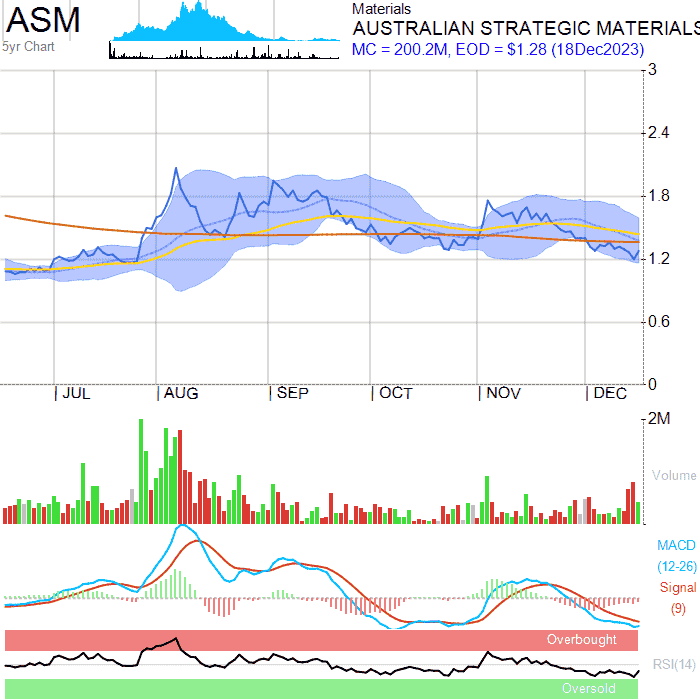 ASM
5yr Chart
Materials
AUSTRALIAN STRATEGIC MATERIALS
MC = 200.2M, EOD = $1.28 (18Dec2023)
3
2.4
1.8
1.2
0.6
0
JUL AUG SEP OCT NOV DEC
2M
Volume
MACD
(12-26)
Signal
(9)
Overbought
RSI(14)
Oversold